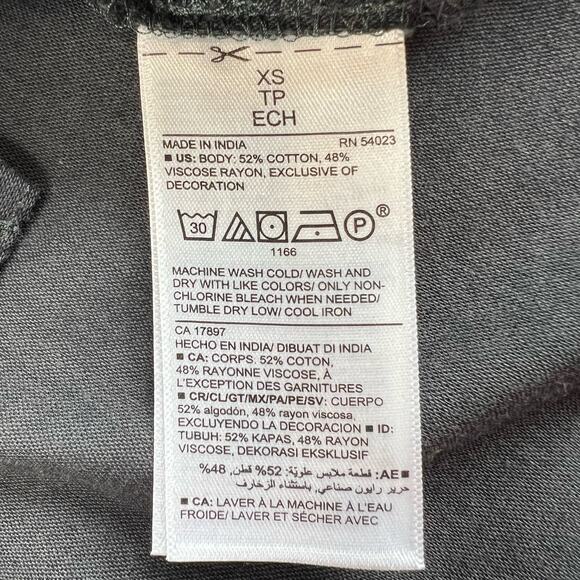 XS
TP
ECH
MADE IN INDIA RN 54023
■ US: BODY: 52% COTTON, 48%
VISCOSE RAYON, EXCLUSIVE OF
DECORATION
30 P ®
1166
MACHINE WASH COLD/ WASH AND
DRY WITH LIKE COLORS/ ONLY NON-
CHLORINE BLEACH WHEN NEEDED/
TUMBLE DRY LOW/ COOL IRON
CA 17897
HECHO EN INDIA/ DIBUAT DI INDIA
■ CA: CORPS. 52% COTON,
48% RAYONNE VISCOSE, À
L'EXCEPTION DES GARNITURES
■ CR/CL/GT/MX/PA/PE/SV: CUERPO
52% algodón, 48% rayon viscosa,
EXCLUYENDO LA DECORACION ■ ID:
TUBUH: 52% KAPAS, 48% RAYON
VISCOSE, DEKORASI EKSKLUSIF
■ AE: قطعة ملابس علوية: 52% قطن, 48%
حرير رايون صناعي, باستثناء الزخارف
■ CA: LAVER À LA MACHINE À L'EAU
FROIDE/ LAVER ET SÉCHER AVEC